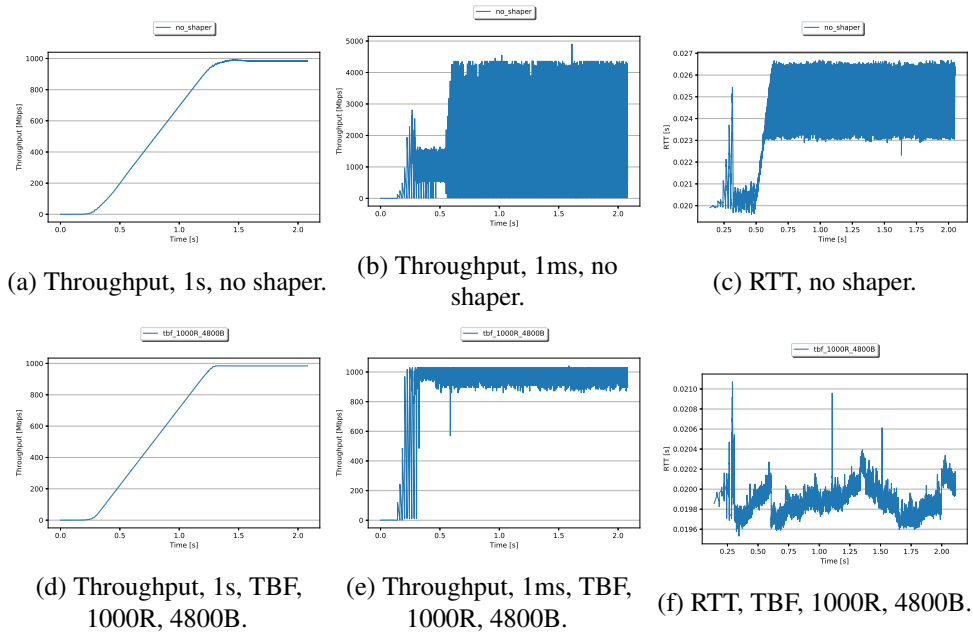 no_shaper
1000
800
600
400
200
0
Throughput [Mbps]
0.0 0.5 1.0 1.5 2.0
Time [s]
(a) Throughput, 1s, no shaper.
no_shaper
5000
4000
3000
2000
1000
0
Throughput [Mbps]
0.0 0.5 1.0 1.5 2.0
Time [s]
(b) Throughput, 1ms, no
shaper.
no_shaper
0.027
0.026
0.025
0.024
0.023
0.022
0.021
0.020
RTT [s]
0.25 0.50 0.75 1.00 1.25 1.50 1.75 2.00
Time [s]
(c) RTT, no shaper.
tbf_1000R_4800B
1000
800
600
400
200
0
Throughput [Mbps]
0.0 0.5 1.0 1.5 2.0
Time [s]
(d) Throughput, 1s, TBF,
1000R, 4800B.
tbf_1000R_4800B
1000
800
600
400
200
0
Throughput [Mbps]
0.0 0.5 1.0 1.5 2.0
Time [s]
(e) Throughput, 1ms, TBF,
1000R, 4800B.
tbf_1000R_4800B
0.0210
0.0208
0.0206
0.0204
0.0202
0.0200
0.0198
0.0196
RTT [s]
0.25 0.50 0.75 1.00 1.25 1.50 1.75 2.00
Time [s]
(f) RTT, TBF, 1000R, 4800B.